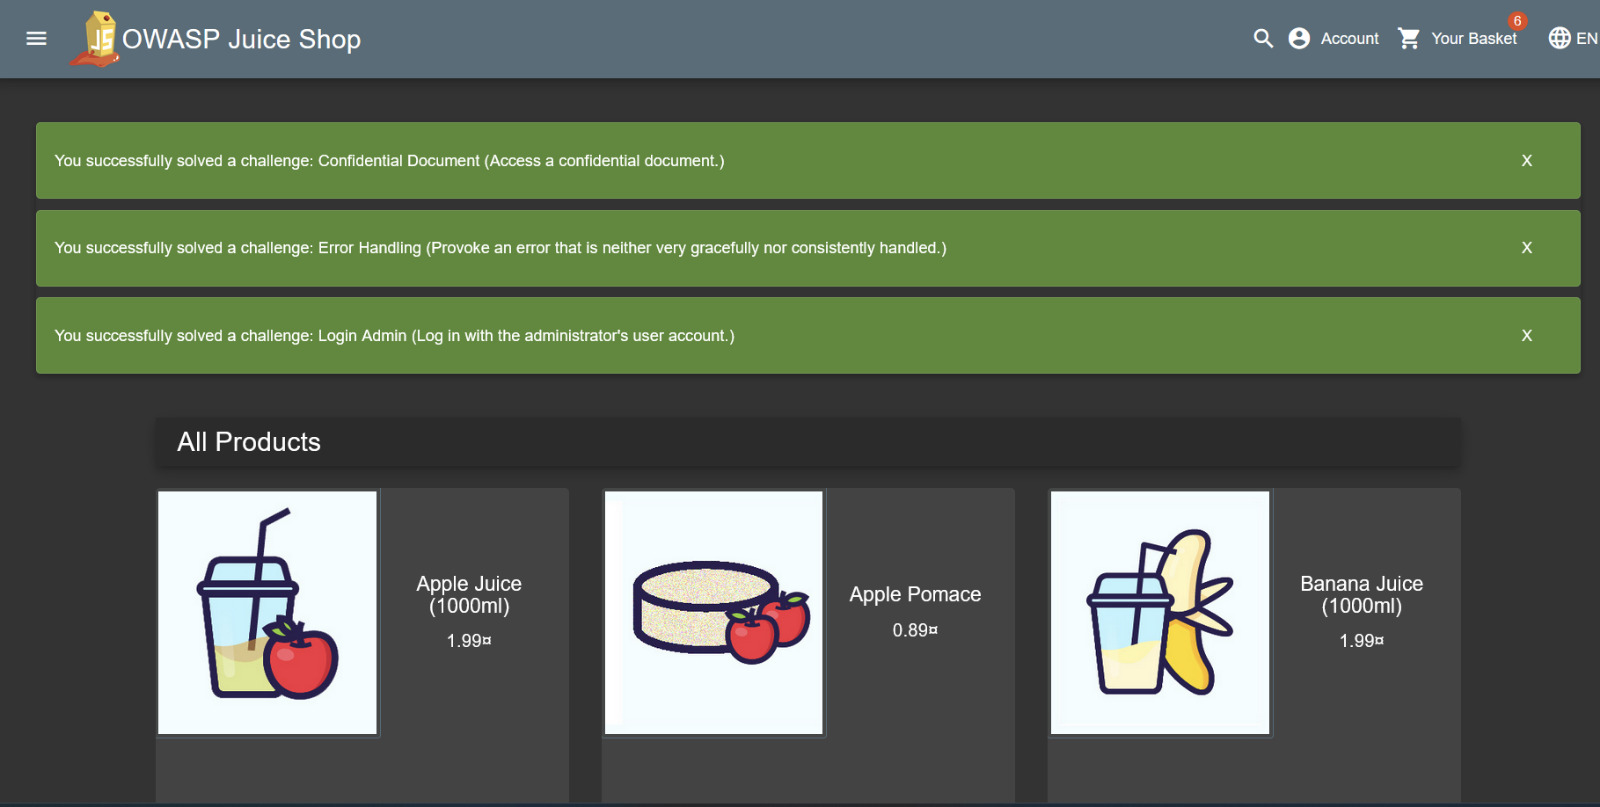 OWASP Juice Shop
Account
Your Basket
6
EN
You successfully solved a challenge: Confidential Document (Access a confidential document.)
X
You successfully solved a challenge: Error Handling (Provoke an error that is neither very gracefully nor consistently handled.)
X
You successfully solved a challenge: Login Admin (Log in with the administrator's user account.)
X
All Products
Apple Juice
(1000ml)
1.99¤
Apple Pomace
0.89¤
Banana Juice
(1000ml)
1.99¤